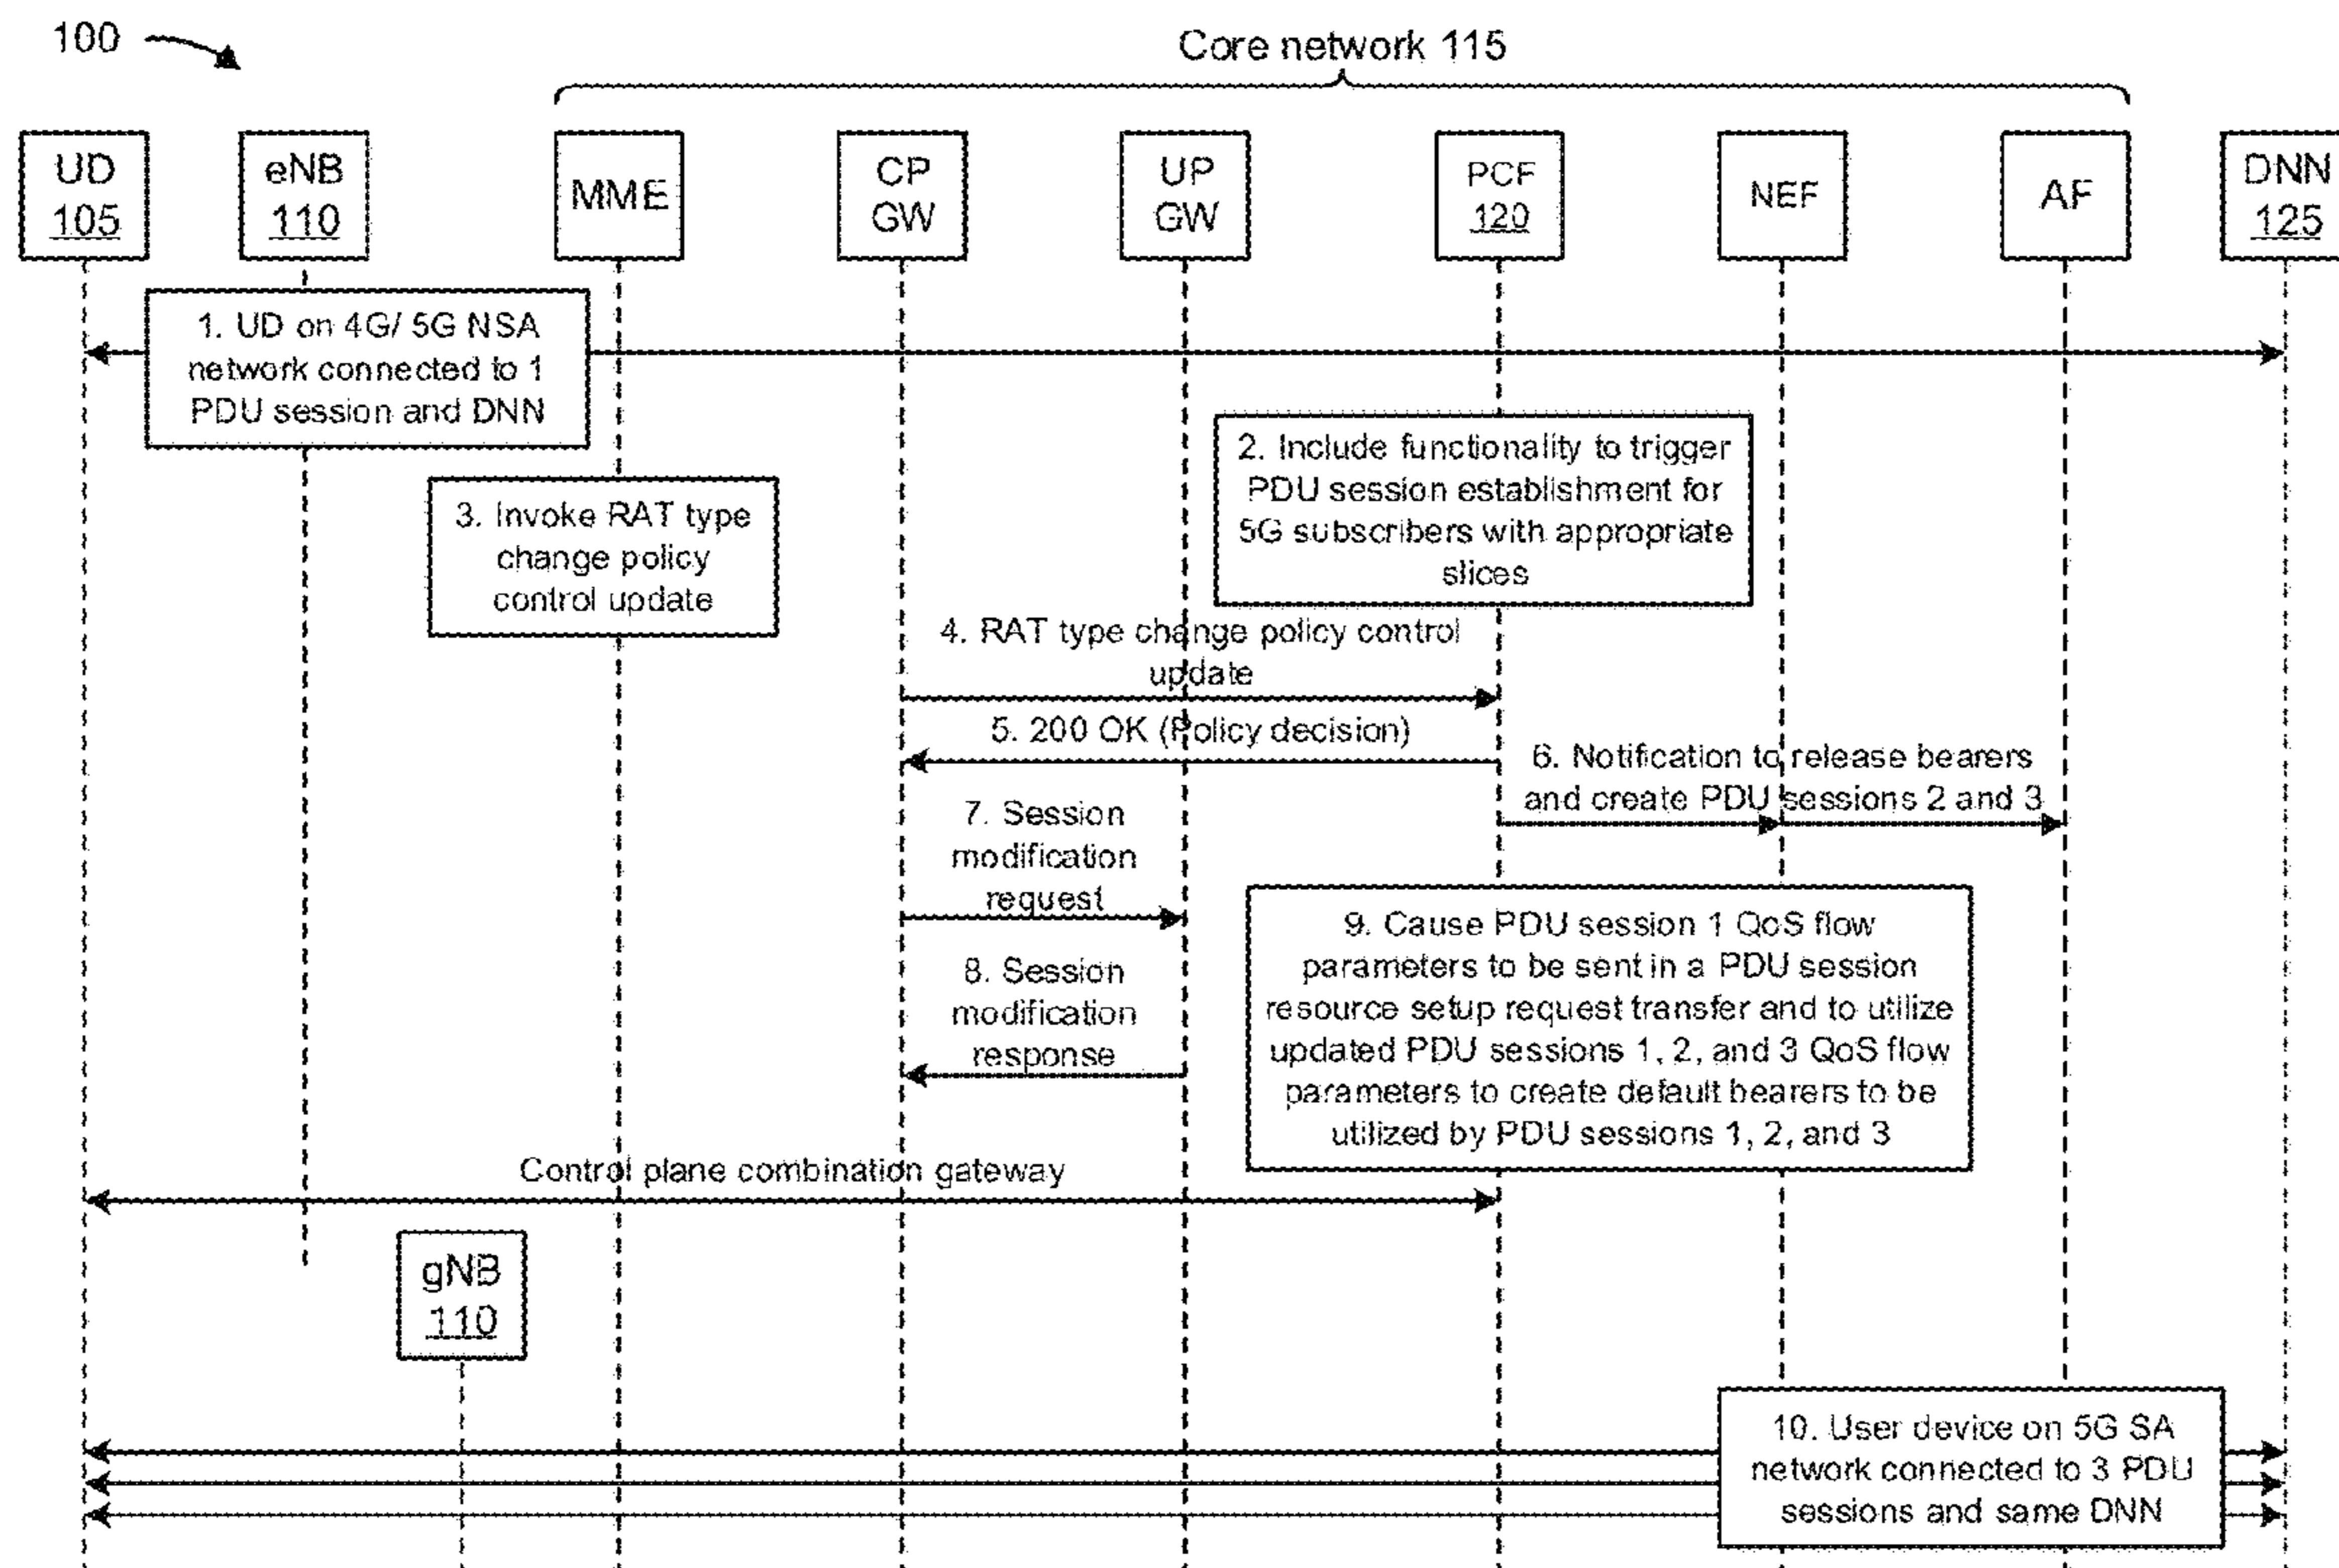 100
Core network 115
UD
105
eNB
110
MME
CP
GW
UP
GW
PCF
120
NEF
AF
DNN
125
1. UD on 4G/ 5G NSA
network connected to 1
PDU session and DNN
2. Include functionality to trigger
PDU session establishment for
5G subscribers with appropriate
slices
3. Invoke RAT type
change policy
control update
4. RAT type change policy control
update
5. 200 OK (Policy decision)
6. Notification to release bearers
and create PDU sessions 2 and 3
7. Session
modification
request
8. Session
modification
response
9. Cause PDU session 1 QoS flow
parameters to be sent in a PDU session
resource setup request transfer and to utilize
updated PDU sessions 1, 2, and 3 QoS flow
parameters to create default bearers to be
utilized by PDU sessions 1, 2, and 3
Control plane combination gateway
gNB
110
10. User device on 5G SA
network connected to 3 PDU
sessions and same DNN